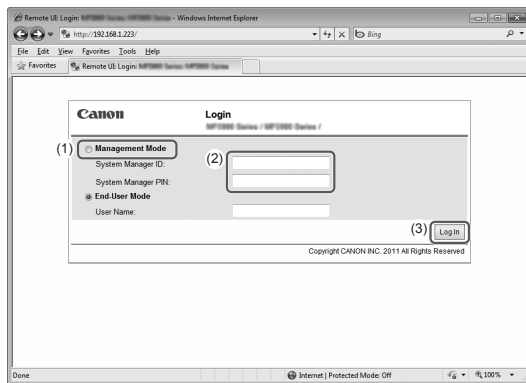 Remote UI: Login: - Windows Internet Explorer
http://192.168.1.223/
Bing
File Edit View Favorites Tools Help
Favorites
Remote UI: Login:
Canon
Login
(1)
Management Mode
(2)
System Manager ID:
System Manager PIN:
End-User Mode
User Name:
(3)
Log In
Copyright CANON INC. 2011 All Rights Reserved
Done
Internet | Protected Mode: Off
100%